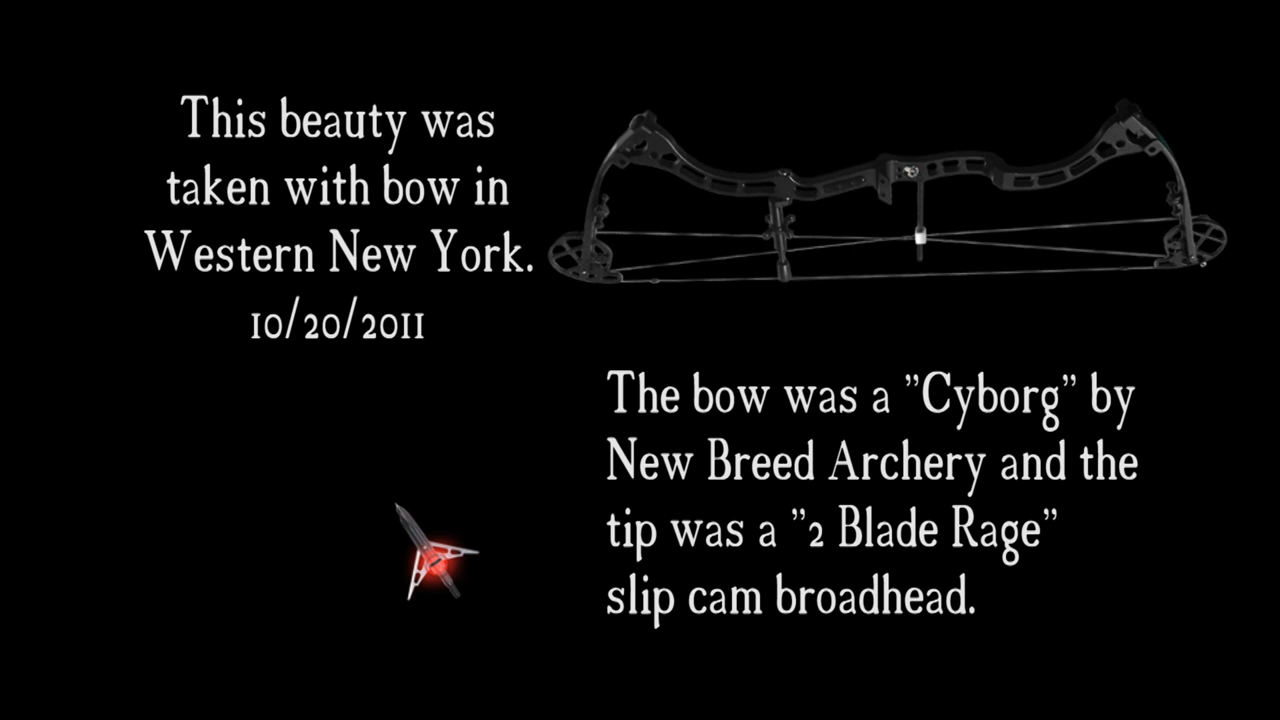 This beauty was
taken with bow in
Western New York.
10/20/2011
The bow was a "Cyborg" by
New Breed Archery and the
tip was a "2 Blade Rage"
slip cam broadhead.